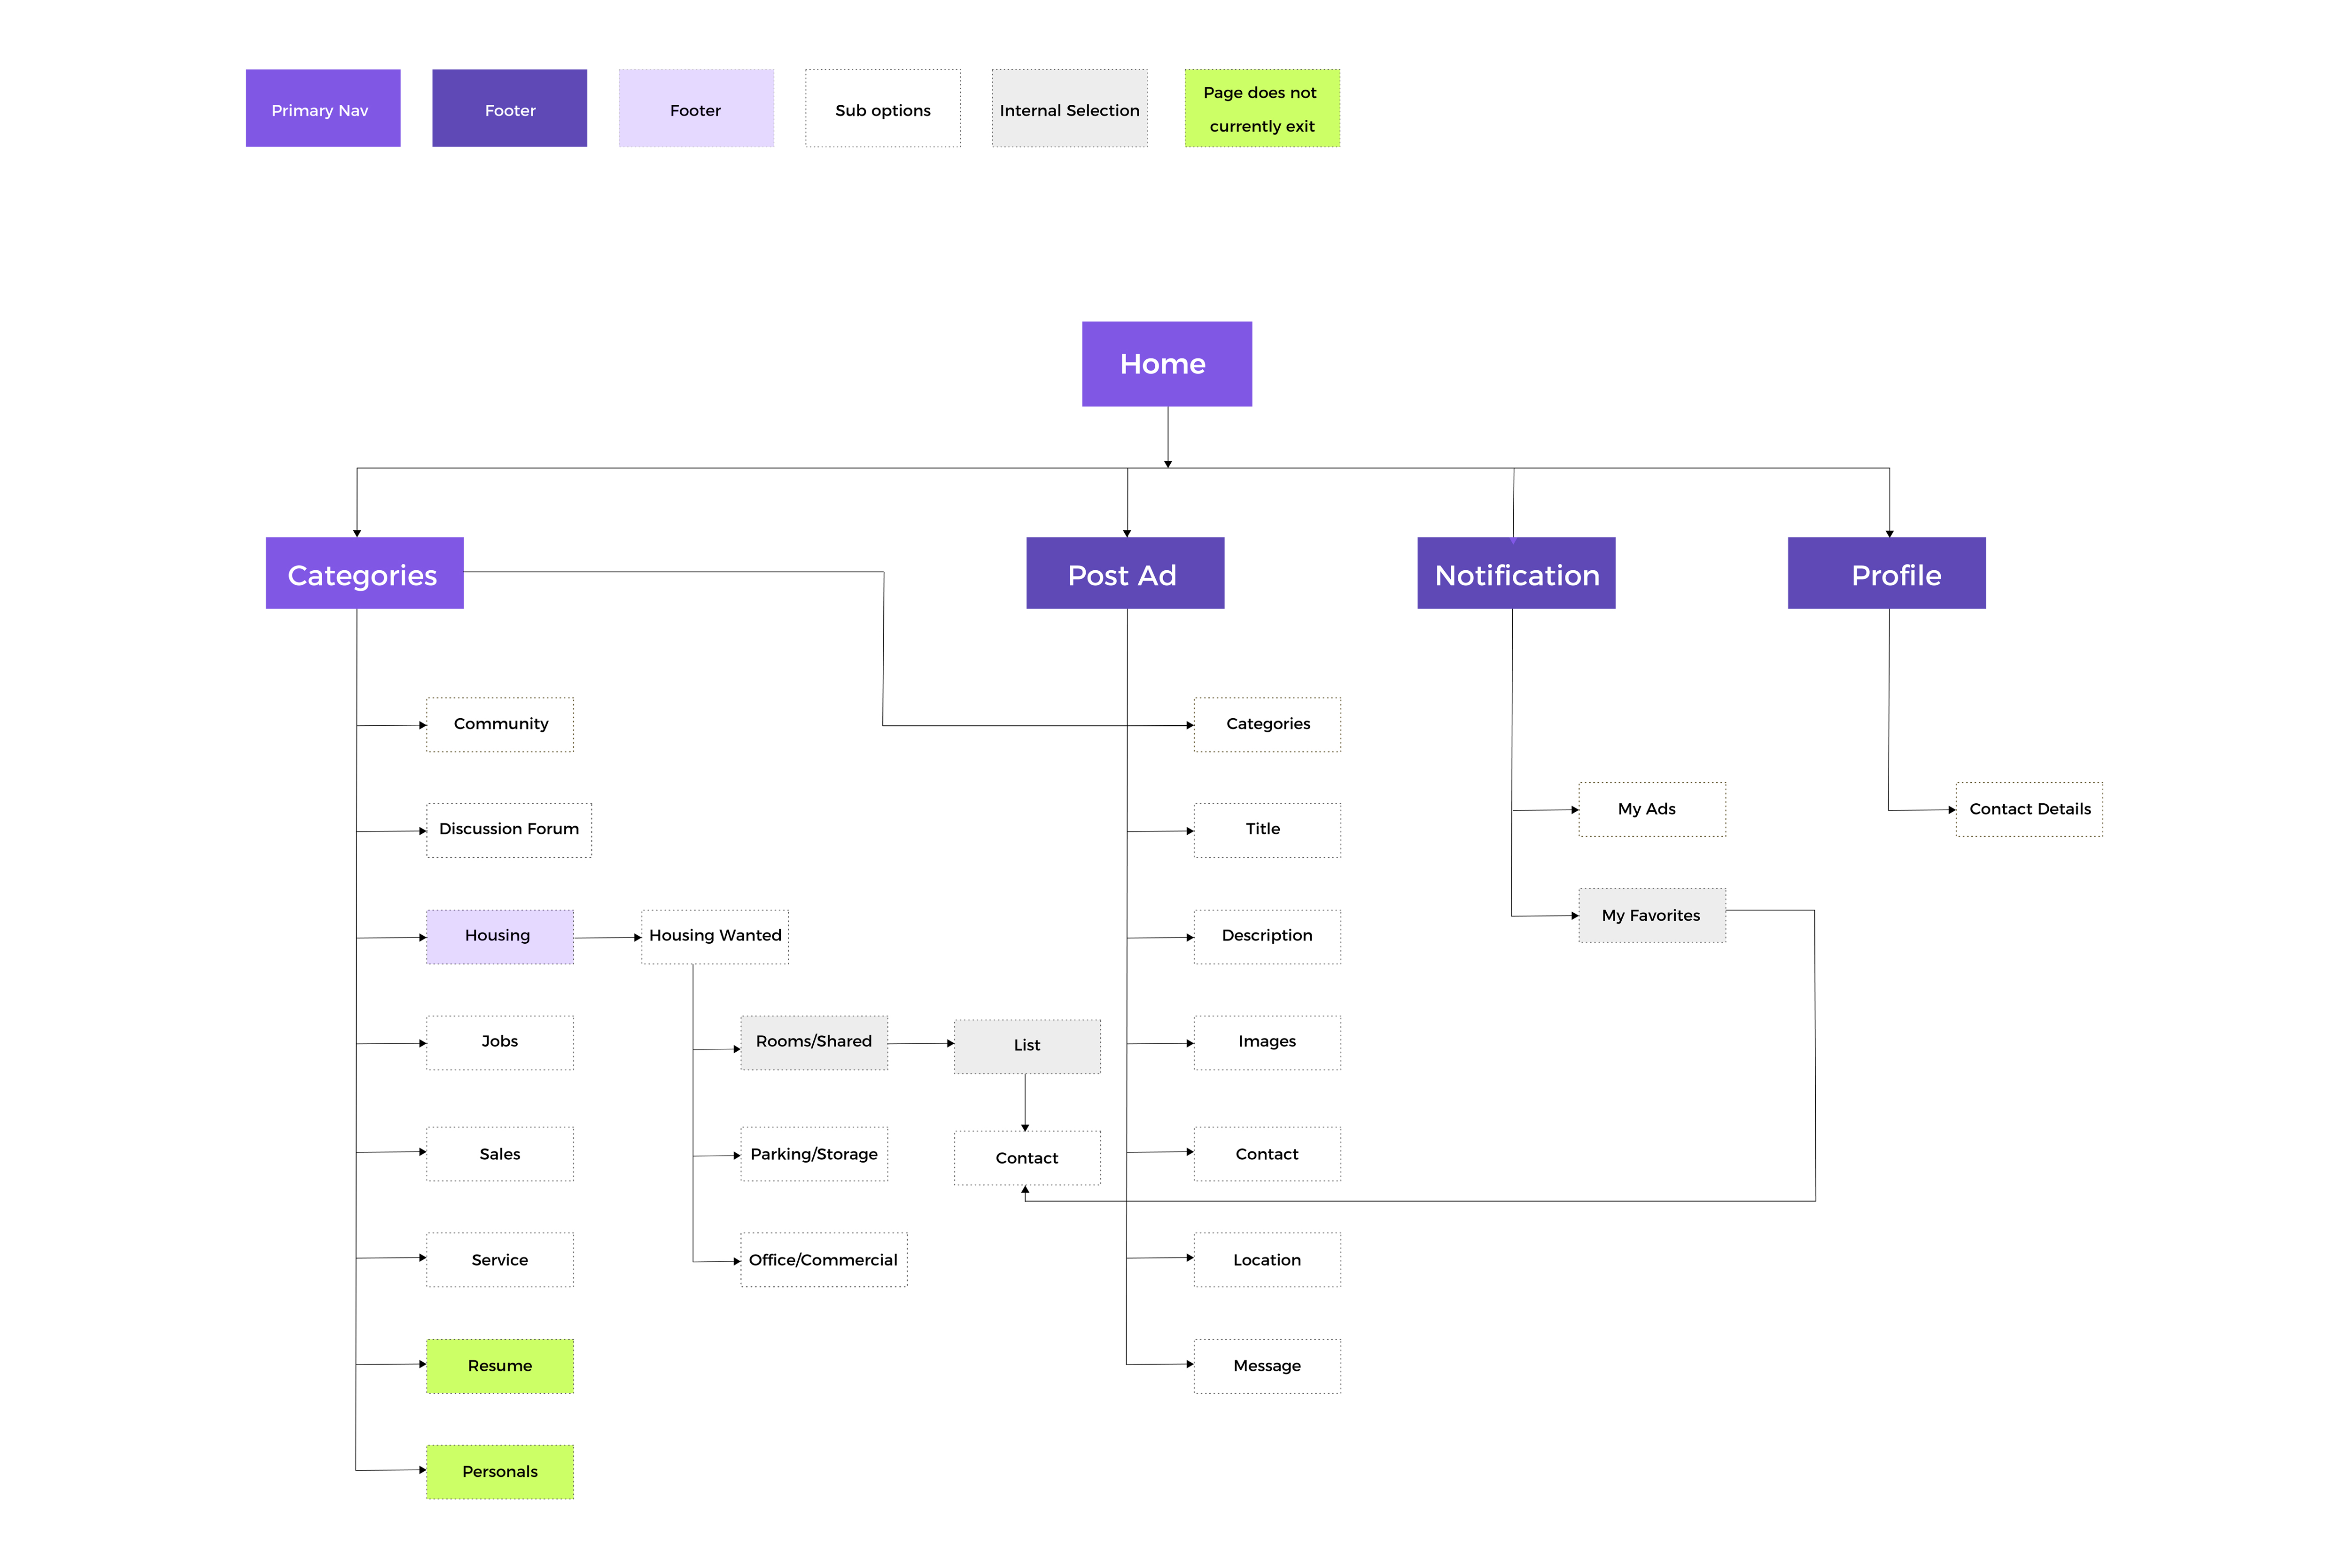 Primary Nav
Footer
Footer
Sub options
Internal Selection
Page does not
currently exit
Home
Categories
Post Ad
Notification
Profile
Community
Categories
My Ads
Contact Details
Discussion Forum
Title
Housing
Housing Wanted
Description
My Favorites
Jobs
Rooms/Shared
List
Images
Sales
Parking/Storage
Contact
Contact
Service
Office/Commercial
Location
Resume
Message
Personals